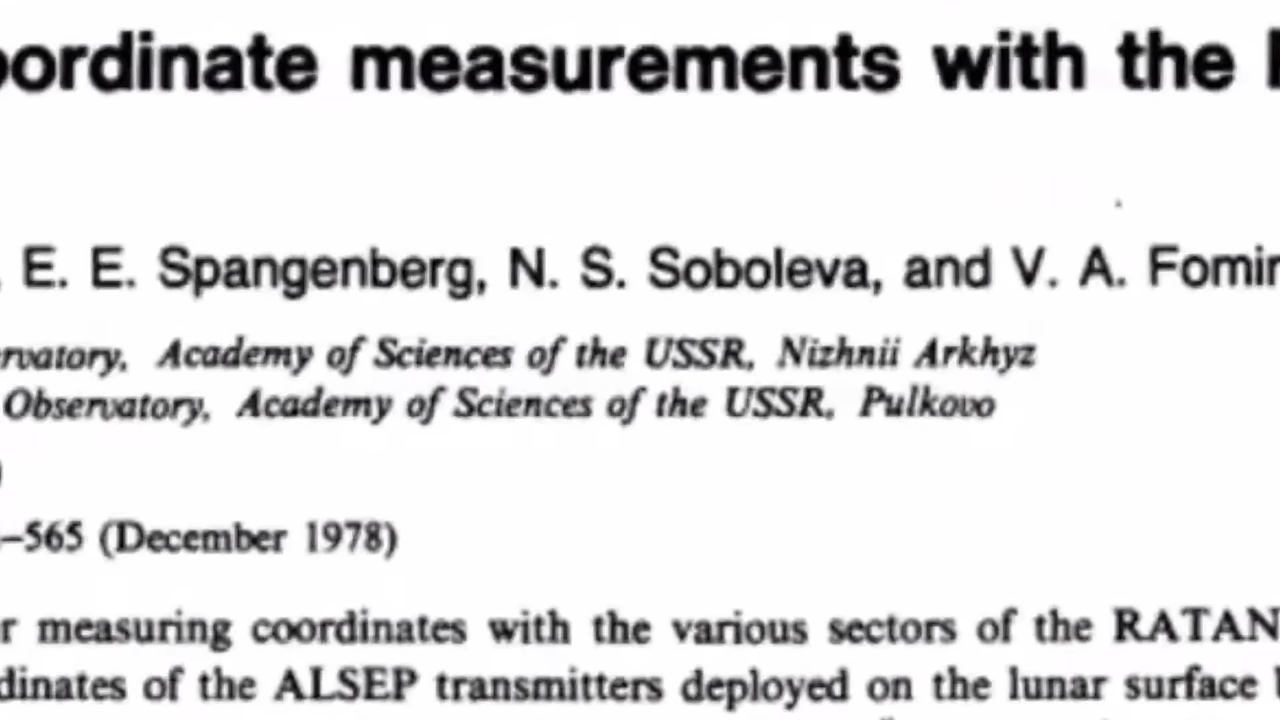 oordinate measurements with the
E. E. Spangenberg, N. S. Soboleva, and V. A. Fomin
rvatory, Academy of Sciences of the USSR, Nizhnii Arkhyz
Observatory, Academy of Sciences of the USSR, Pulkovo
)
–565 (December 1978)
r measuring coordinates with the various sectors of the RATAN
dinates of the ALSEP transmitters deployed on the lunar surface